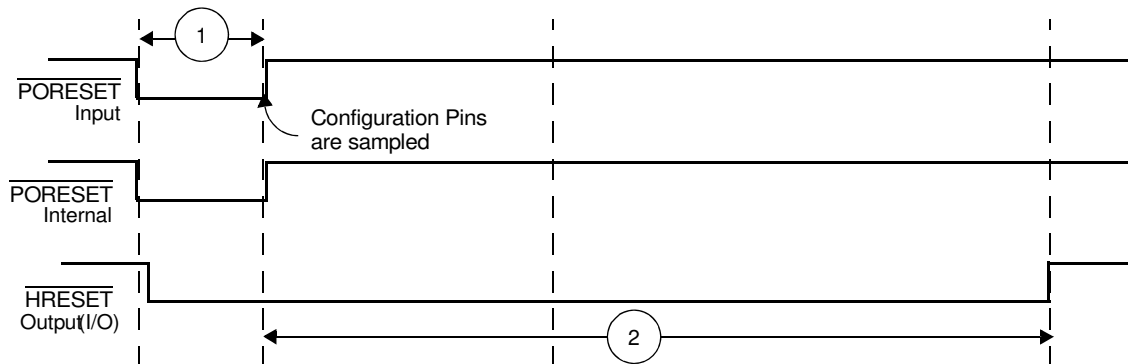 1
PORESET
Input
Configuration Pins
are sampled
PORESET
Internal
HRESET
Output(I/O)
2